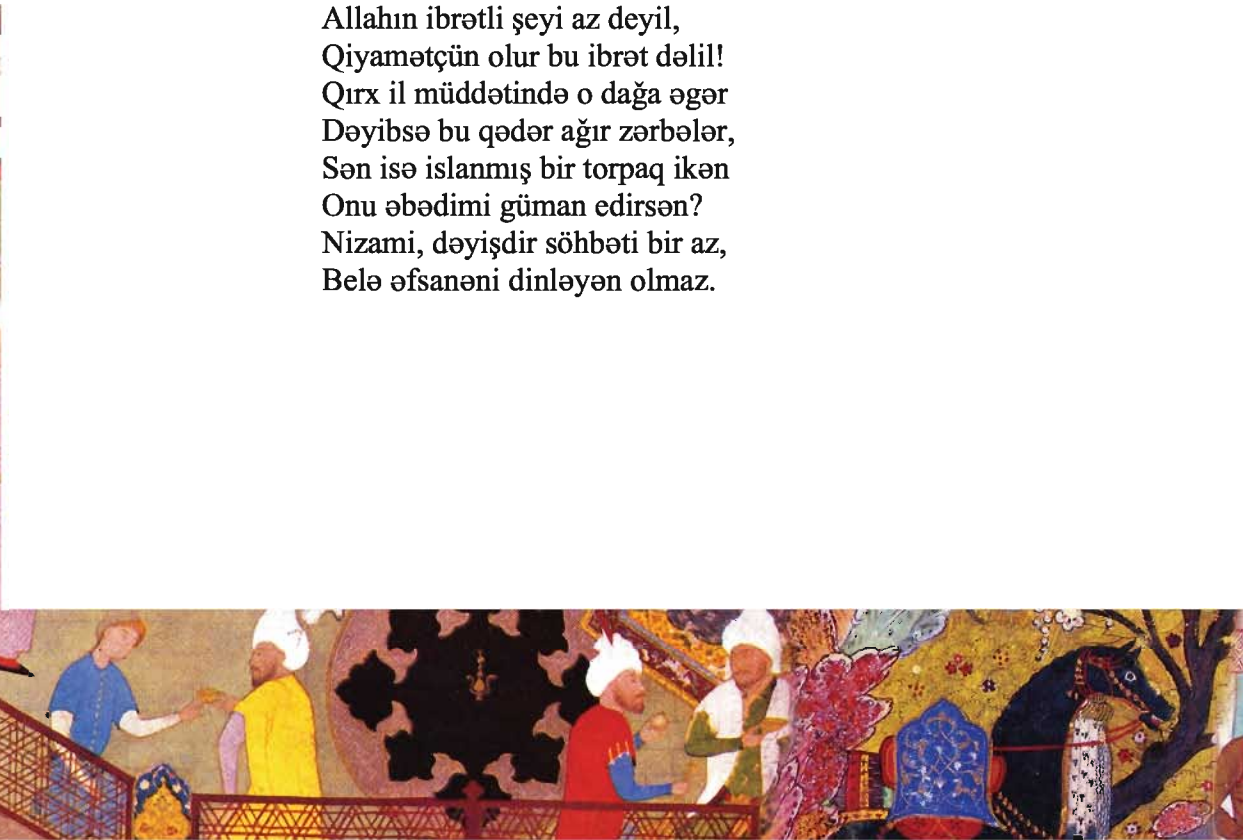 Allahın ibrətli şeyi az deyil,
Qiyamətçün olur bu ibrət dəlil!
Qırx il müddətində o dağa əgər
Dəyibsə bu qədər ağır zərbələr,
Sən isə islanmış bir torpaq ikən
Onu əbədimi güman edirsən?
Nizami, dəyişdir söhbəti bir az,
Belə əfsanəni dinləyən olmaz.